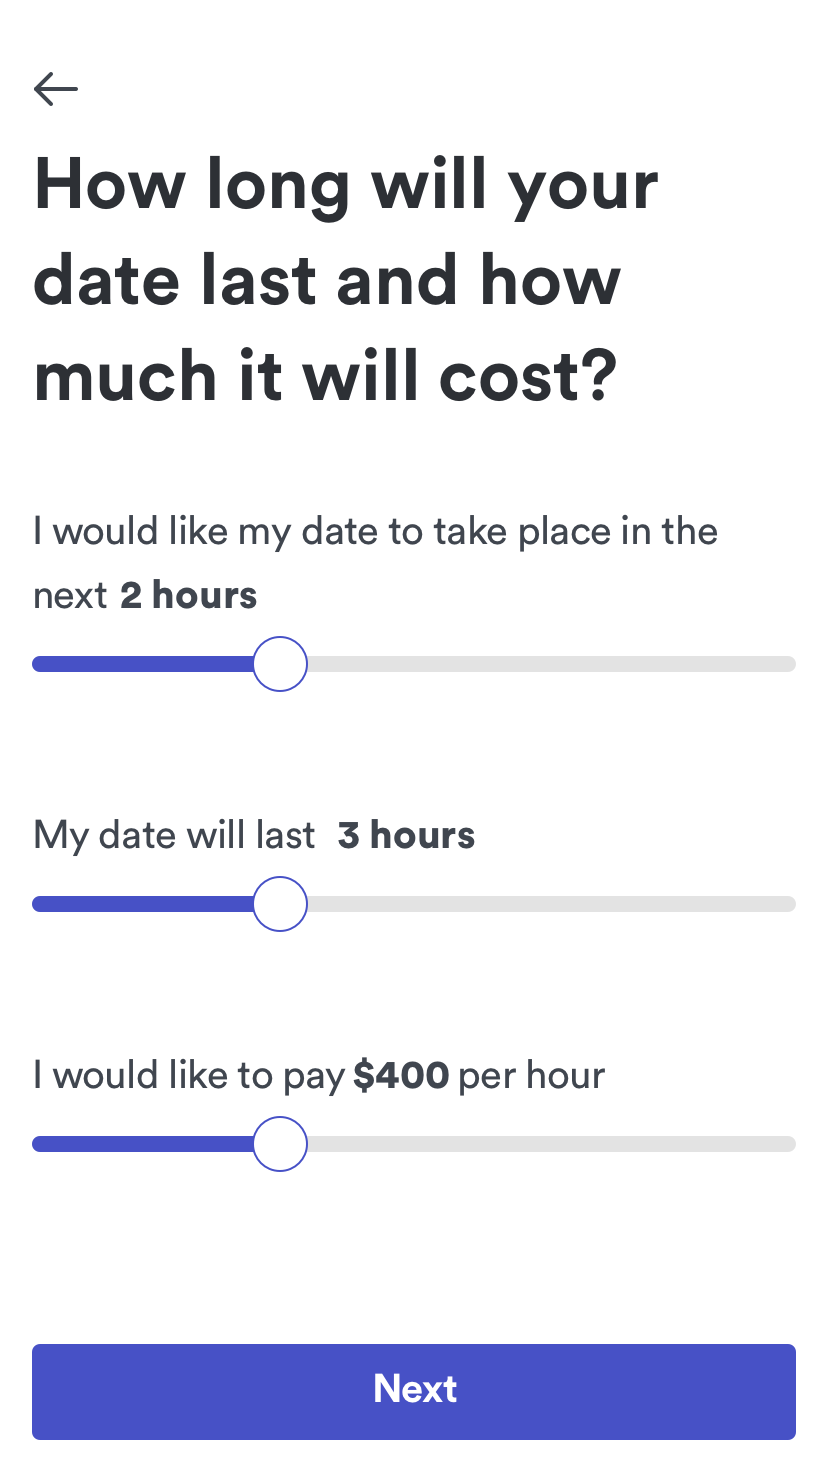 How long will your
date last and how
much it will cost?
I would like my date to take place in the
next 2 hours
My date will last 3 hours
I would like to pay $400 per hour
Next